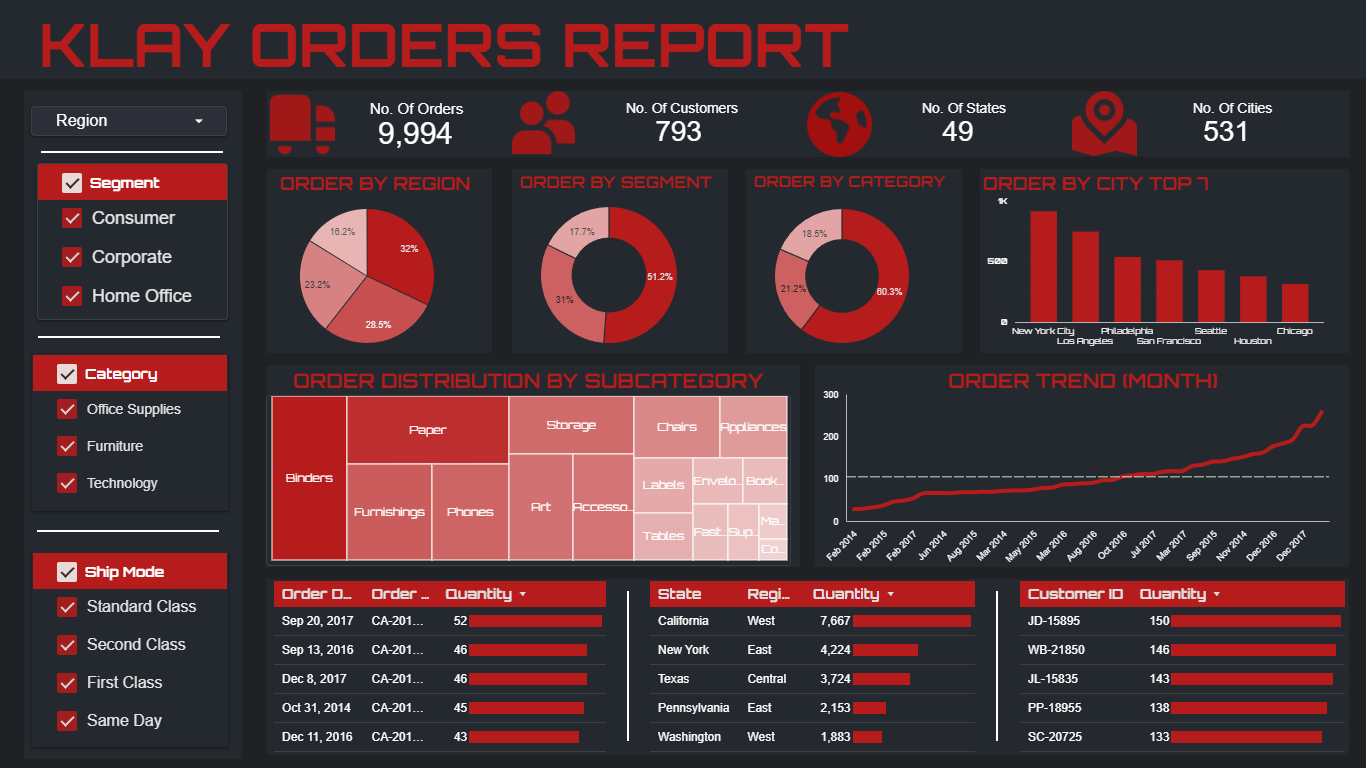 KLAY ORDERS REPORT
Region
Segment
Consumer
Corporate
Home Office
Category
Office Supplies
Furniture
Technology
Ship Mode
Standard Class
Second Class
First Class
Same Day
No. Of Orders
9,994
No. Of Customers
793
No. Of States
49
No. Of Cities
531
ORDER BY REGION
32%
28.5%
23.2%
16.2%
ORDER BY SEGMENT
51.2%
31%
17.7%
ORDER BY CATEGORY
60.3%
21.2%
18.5%
ORDER BY CITY TOP 7
1K
500
0
New York City
Los Angeles
Philadelphia
San Francisco
Seattle
Houston
Chicago
ORDER DISTRIBUTION BY SUBCATEGORY
Binders
Paper
Furnishings
Phones
Storage
Art
Accesso...
Chairs
Appliances
Labels
Tables
Envelo...
Book...
Fast...
Sup...
Ma...
Co...
ORDER TREND (MONTH)
300
200
100
0
Feb 2014
Feb 2015
Feb 2017
Jun 2014
Aug 2015
Mar 2014
May 2015
Mar 2016
Aug 2016
Oct 2016
Jul 2017
Mar 2017
Sep 2015
Nov 2014
Dec 2016
Dec 2017
Order D... Order ... Quantity
Sep 20, 2017 CA-201... 52
Sep 13, 2016 CA-201... 46
Dec 8, 2017 CA-201... 46
Oct 31, 2014 CA-201... 45
Dec 11, 2016 CA-201... 43
State Regi... Quantity
California West 7,667
New York East 4,224
Texas Central 3,724
Pennsylvania East 2,153
Washington West 1,883
Customer ID Quantity
JD-15895 150
WB-21850 146
JL-15835 143
PP-18955 138
SC-20725 133